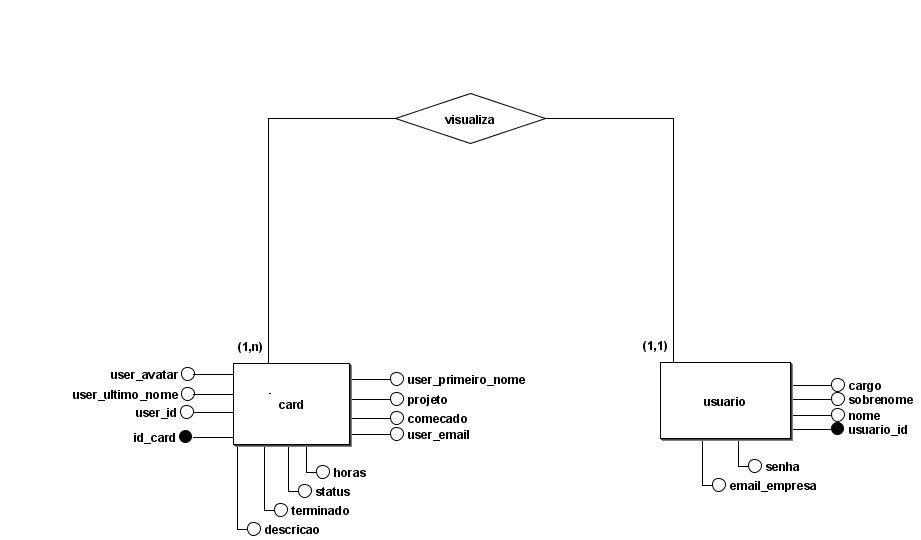 visualiza
(1,n)
(1,1)
user_avatar
user_ultimo_nome
user_id
id_card
card
user_primeiro_nome
projeto
comecado
user_email
horas
status
terminado
descricao
usuario
cargo
sobrenome
nome
usuario_id
senha
email_empresa